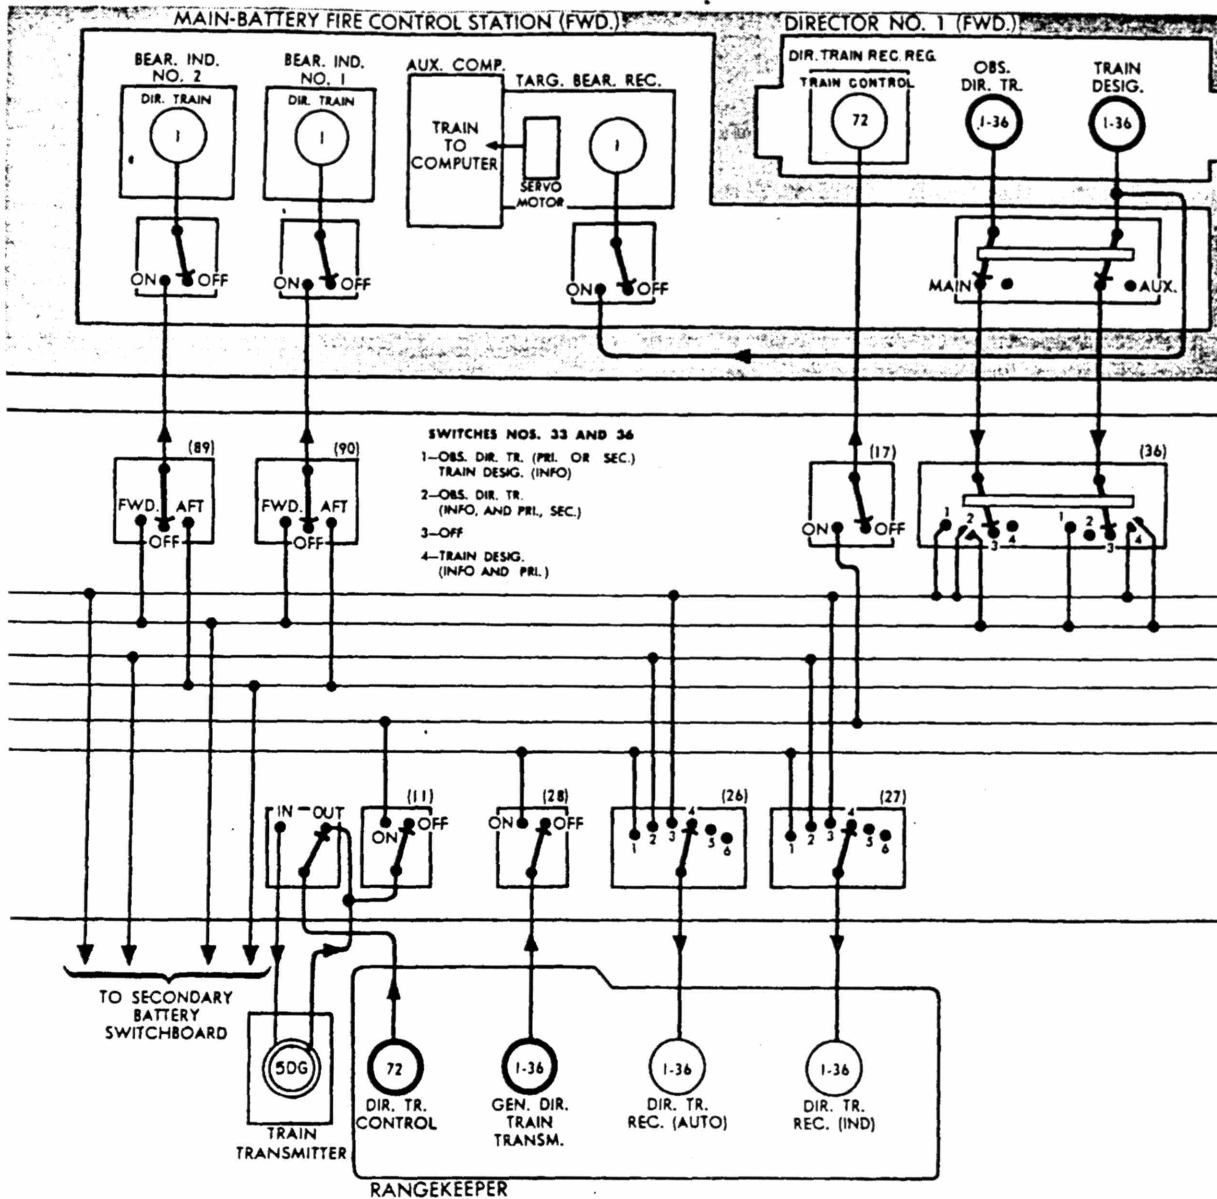 MAIN-BATTERY FIRE CONTROL STATION (FWD.)
DIRECTOR NO. 1 (FWD.)
BEAR. IND.
NO. 2
DIR. TRAIN
1
BEAR. IND.
NO. 1
DIR. TRAIN
1
AUX. COMP.
TRAIN
TO
COMPUTER
TARG. BEAR. REC.
SERVO
MOTOR
1
DIR. TRAIN REC. REG.
TRAIN CONTROL
72
OBS.
DIR. TR.
1-36
TRAIN
DESIG.
1-36
ON OFF
ON OFF
ON OFF
MAIN AUX.
(89)
FWD. AFT
OFF
(90)
FWD. AFT
OFF
SWITCHES NOS. 33 AND 36
1—OBS. DIR. TR. (PRI. OR SEC.)
TRAIN DESIG. (INFO)
2—OBS. DIR. TR.
(INFO, AND PRI., SEC.)
3—OFF
4—TRAIN DESIG.
(INFO AND PRI.)
(17)
ON OFF
(36)
1 2 3 4 1 2 3 4
IN OUT
(11)
ON OFF
(28)
ON OFF
(26)
1 2 3 4 5 6
(27)
1 2 3 4 5 6
TO SECONDARY
BATTERY
SWITCHBOARD
5DG
TRAIN
TRANSMITTER
72
DIR. TR.
CONTROL
1-36
GEN. DIR.
TRAIN
TRANSM.
1-36
DIR. TR.
REC. (AUTO)
1-36
DIR. TR.
REC. (IND)
RANGEKEEPER